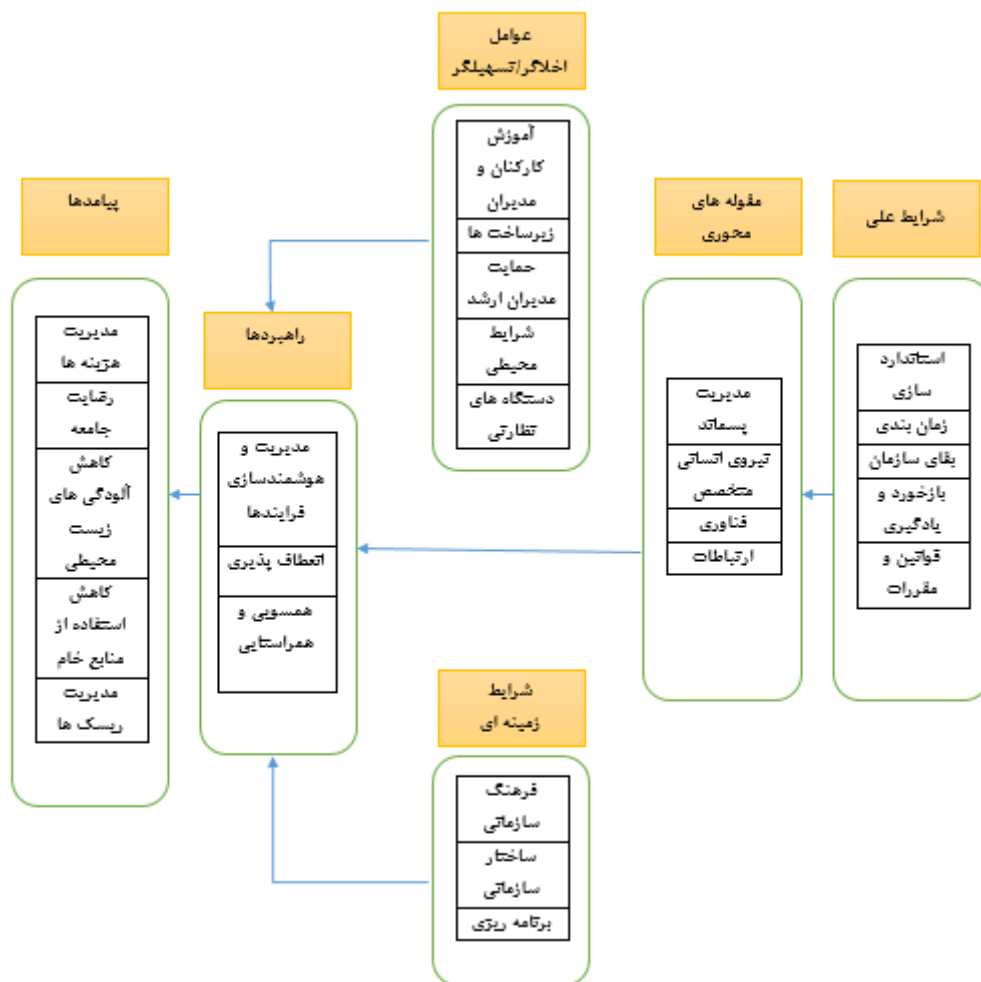 شرایط علی
استاندارد
سازی
زمان بندی
بقای سازمان
بازخورد و
یادگیری
قوانین و
مقررات
مقوله های
محوری
مدیریت
پسماند
نیروی انسانی
متخصص
فناوری
ارتباطات
عوامل
اخلاگر/تسهیلگر
آموزش
کارکنان و
مدیران
زیرساخت ها
حمایت
مدیران ارشد
شرایط
محیطی
دستگاه های
نظارتی
شرایط
زمینه ای
فرهنگ
سازمانی
ساختار
سازمانی
برنامه ریزی
راهبردها
مدیریت و
هوشمندسازی
فرایندها
انعطاف پذیری
همسویی و
همراستایی
پیامدها
مدیریت
هزینه ها
رضایت
جامعه
کاهش
آلودگی های
زیست
محیطی
کاهش
استفاده از
منابع خام
مدیریت
ریسک ها